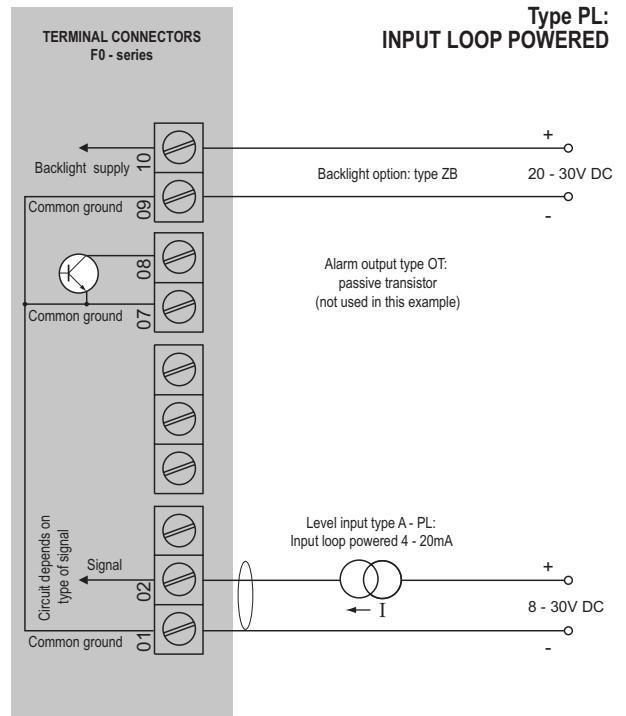 Type PL:
INPUT LOOP POWERED
TERMINAL CONNECTORS
F0 - series
Backlight supply
10
Backlight option: type ZB
+
20 - 30V DC
-
Common ground
09
08
Alarm output type OT:
passive transistor
(not used in this example)
Common ground
07
Circuit depends on
type of signal
Level input type A - PL:
Input loop powered 4 - 20mA
Signal
02
I
+
8 - 30V DC
-
Common ground
01